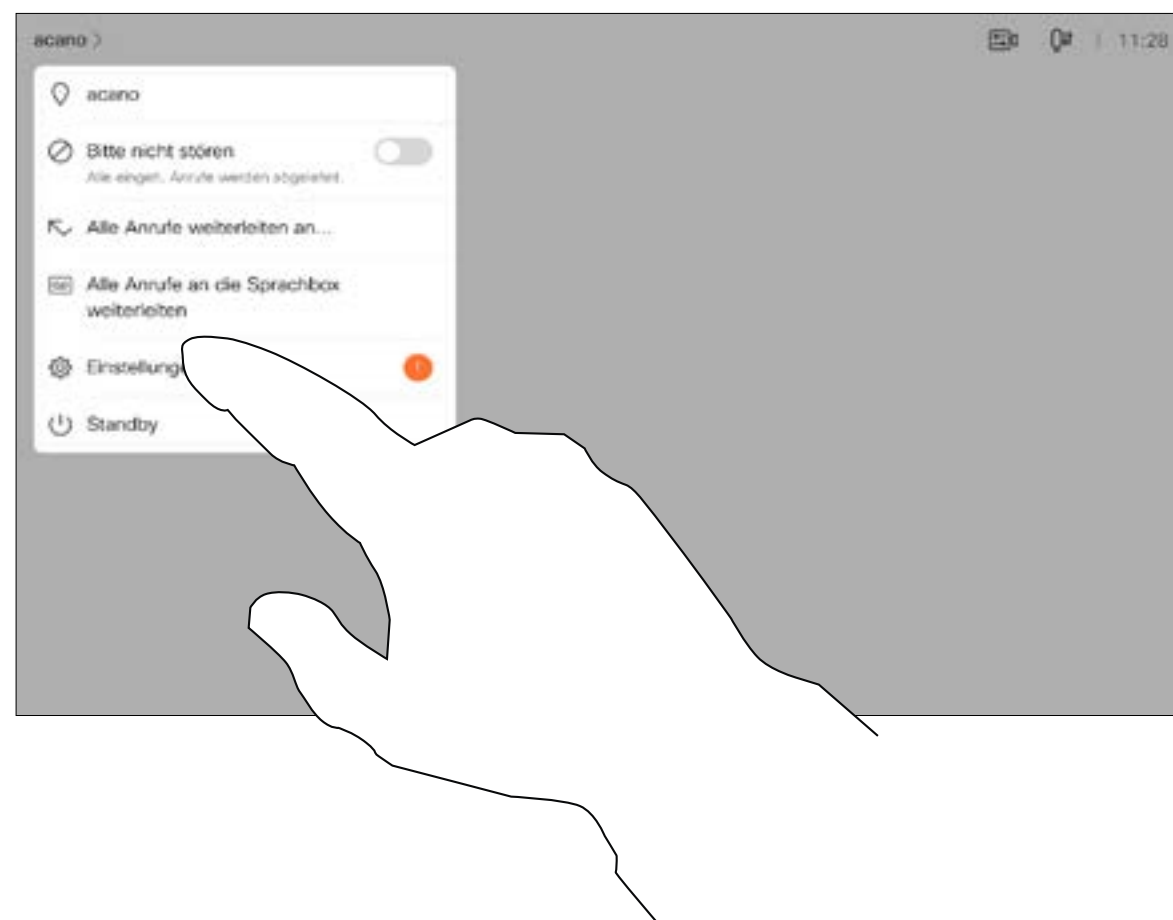 acano >
11:28
acano
Bitte nicht stören
Alle eingeh. Anrufe werden abgelehnt.
Alle Anrufe weiterleiten an...
Alle Anrufe an die Sprachbox
weiterleiten
Einstellunge
Standby